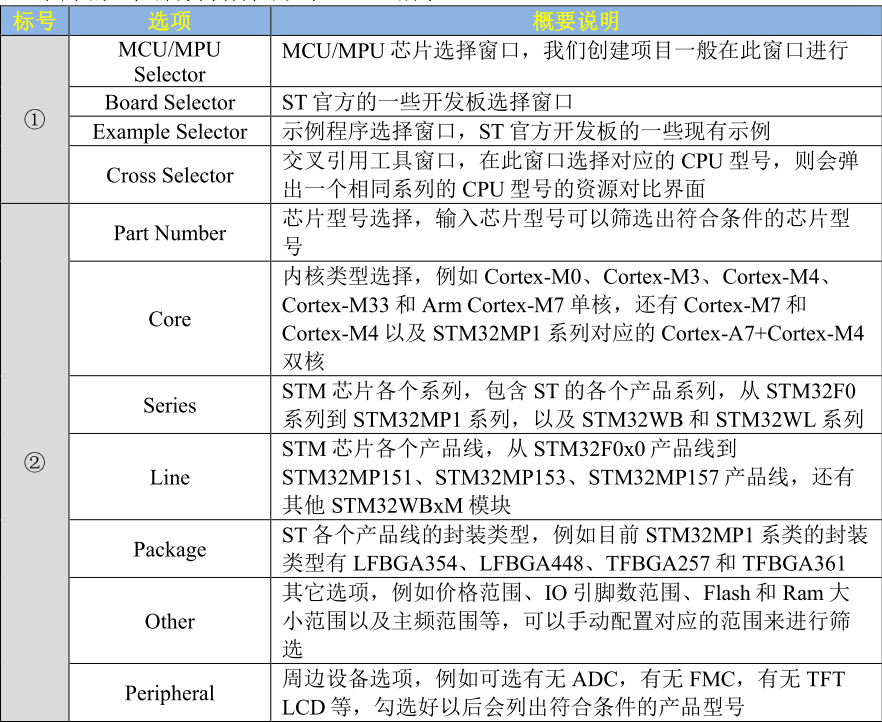 标号 选项 概要说明
① MCU/MPU Selector MCU/MPU 芯片选择窗口，我们创建项目一般在此窗口进行
Board Selector ST 官方的一些开发板选择窗口
Example Selector 示例程序选择窗口，ST 官方开发板的一些现有示例
Cross Selector 交叉引用工具窗口，在此窗口选择对应的 CPU 型号，则会弹
出一个相同系列的 CPU 型号的资源对比界面
② Part Number 芯片型号选择，输入芯片型号可以筛选出符合条件的芯片型
号
Core 内核类型选择，例如 Cortex-M0、Cortex-M3、Cortex-M4、
Cortex-M33 和 Arm Cortex-M7 单核，还有 Cortex-M7 和
Cortex-M4 以及 STM32MP1 系列对应的 Cortex-A7+Cortex-M4
双核
Series STM 芯片各个系列，包含 ST 的各个产品系列，从 STM32F0
系列到 STM32MP1 系列，以及 STM32WB 和 STM32WL 系列
Line STM 芯片各个产品线，从 STM32F0x0 产品线到
STM32MP151、STM32MP153、STM32MP157 产品线，还有
其他 STM32WBxM 模块
Package ST 各个产品线的封装类型，例如目前 STM32MP1 系类的封装
类型有 LFBGA354、LFBGA448、TFBGA257 和 TFBGA361
Other 其它选项，例如价格范围、IO 引脚数范围、Flash 和 Ram 大
小范围以及主频范围等，可以手动配置对应的范围来进行筛
选
Peripheral 周边设备选项，例如可选有无 ADC，有无 FMC，有无 TFT
LCD 等，勾选好以后会列出符合条件的产品型号